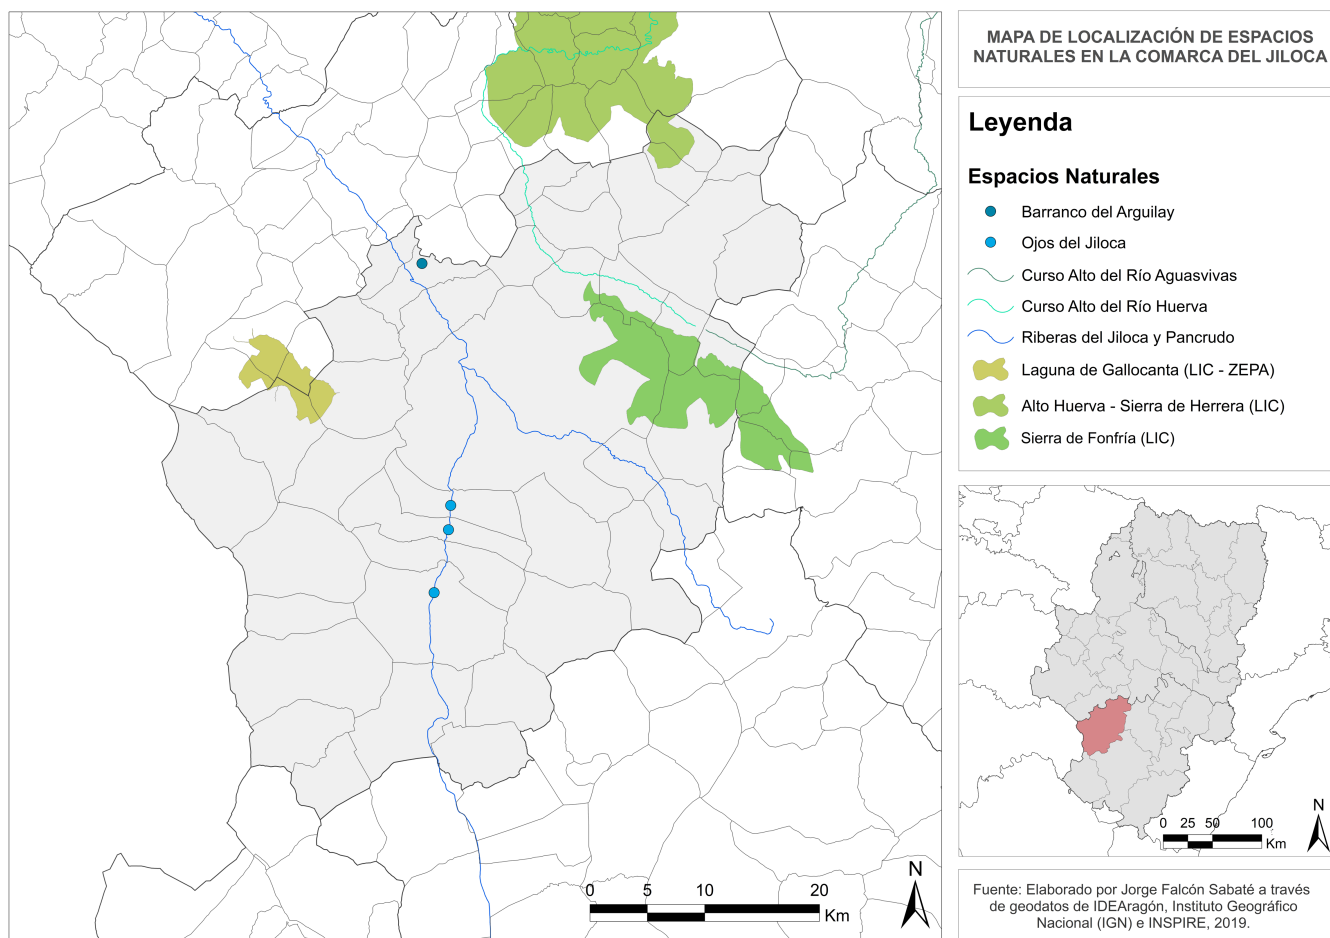 MAPA DE LOCALIZACIÓN DE ESPACIOS
NATURALES EN LA COMARCA DEL JILOCA
Leyenda
Espacios Naturales
Barranco del Arguilay
Ojos del Jiloca
Curso Alto del Río Aguasvivas
Curso Alto del Río Huerva
Riberas del Jiloca y Pancrudo
Laguna de Gallocanta (LIC - ZEPA)
Alto Huerva - Sierra de Herrera (LIC)
Sierra de Fonfría (LIC)
N
0 25 50 100
Km
N
0 5 10 20
Km
Fuente: Elaborado por Jorge Falcón Sabaté a través
de geodatos de IDEAragón, Instituto Geográfico
Nacional (IGN) e INSPIRE, 2019.